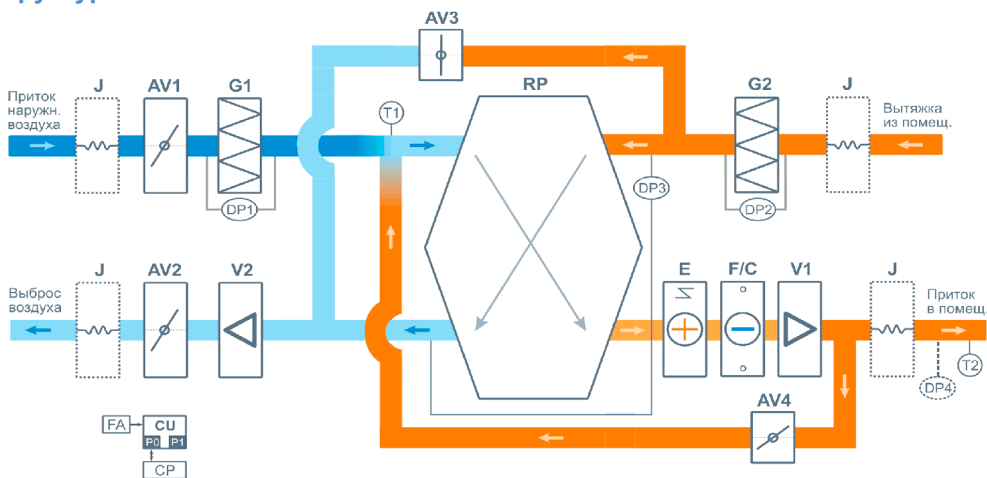 AV3
J
AV1
G1
RP
G2
J
Приток
наружн.
воздуха
T1
Вытяжка
из помещ.
DP1
DP3
DP2
J
AV2
V2
E
F/C
V1
J
Выброс
воздуха
Приток
в помещ.
T2
DP4
AV4
FA
CU
P0 P1
CP